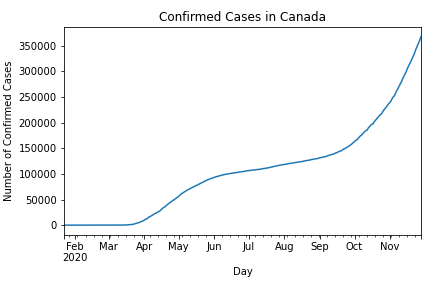 Confirmed Cases in Canada
Number of Confirmed Cases
350000
300000
250000
200000
150000
100000
50000
0
Feb Mar Apr May Jun Jul Aug Sep Oct Nov
2020
Day